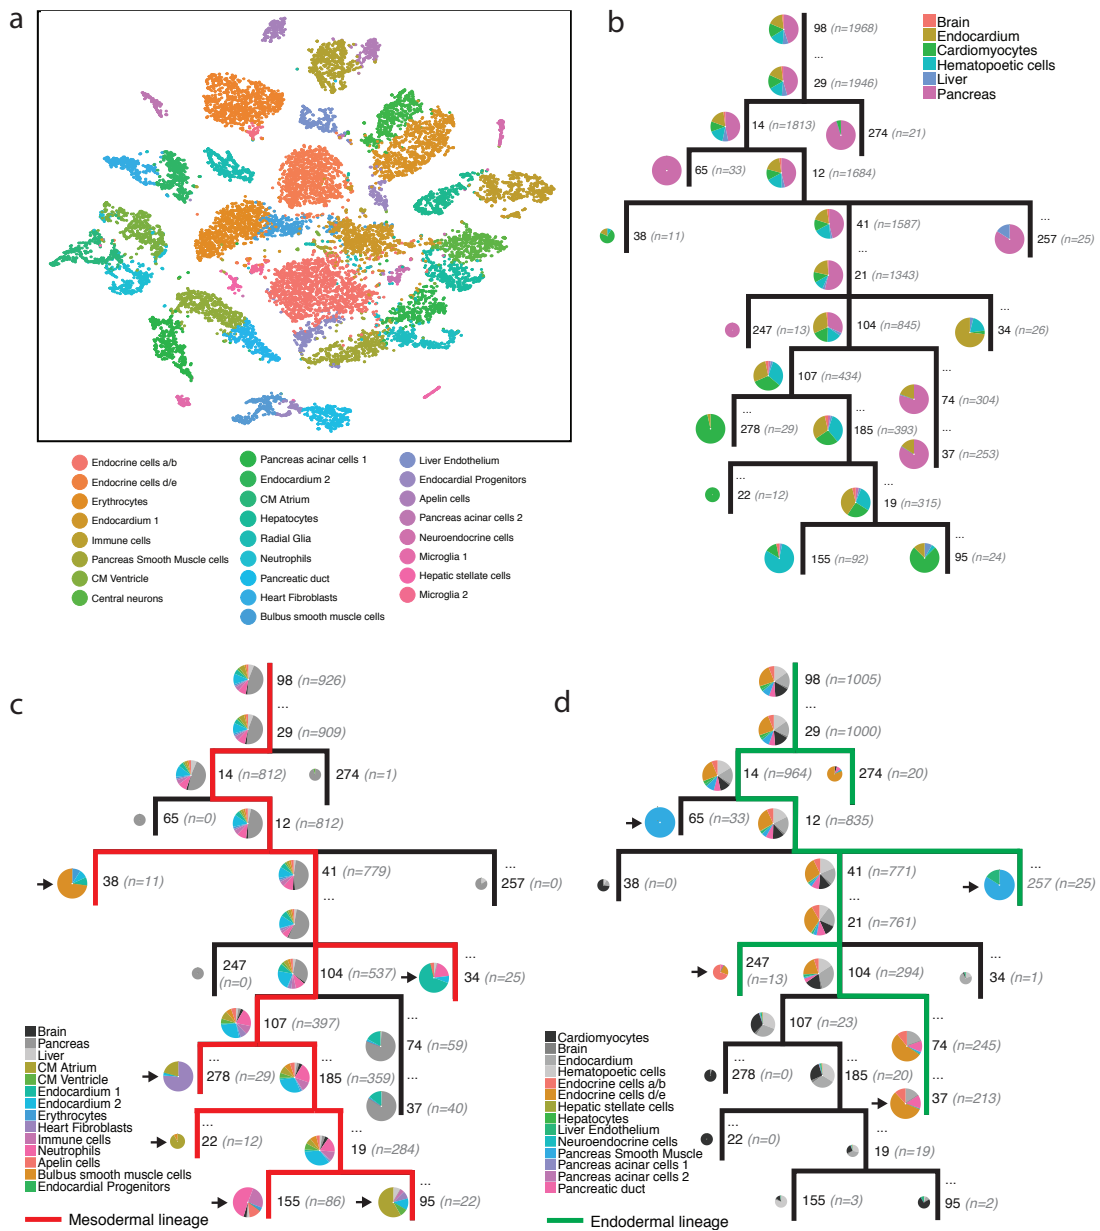 a
Endocrine cells a/b
Endocrine cells d/e
Erythrocytes
Endocardium 1
Immune cells
Pancreas Smooth Muscle cells
CM Ventricle
Central neurons
Pancreas acinar cells 1
Endocardium 2
CM Atrium
Hepatocytes
Radial Glia
Neutrophils
Pancreatic duct
Heart Fibroblasts
Bulbus smooth muscle cells
Liver Endothelium
Endocardial Progenitors
Apelin cells
Pancreas acinar cells 2
Neuroendocrine cells
Microglia 1
Hepatic stellate cells
Microglia 2
b
Brain
Endocardium
Cardiomyocytes
Hematopoetic cells
Liver
Pancreas
98 (n=1968)
...
29 (n=1946)
14 (n=1813)
274 (n=21)
65 (n=33)
12 (n=1684)
38 (n=11)
41 (n=1587)
...
...
257 (n=25)
21 (n=1343)
247 (n=13)
104 (n=845)
...
34 (n=26)
107 (n=434)
...
74 (n=304)
...
278 (n=29)
...
185 (n=393)
...
37 (n=253)
...
22 (n=12)
...
19 (n=315)
155 (n=92)
...
95 (n=24)
c
98 (n=926)
...
29 (n=909)
14 (n=812)
274 (n=1)
65 (n=0)
12 (n=812)
38 (n=11)
41 (n=779)
...
...
257 (n=0)
247
(n=0)
104 (n=537)
...
34 (n=25)
107 (n=397)
...
74 (n=59)
...
278 (n=29)
...
185 (n=359)
...
37 (n=40)
...
22 (n=12)
19 (n=284)
155 (n=86)
...
95 (n=22)
Brain
Pancreas
Liver
CM Atrium
CM Ventricle
Endocardium 1
Endocardium 2
Erythrocytes
Heart Fibroblasts
Immune cells
Neutrophils
Apelin cells
Bulbus smooth muscle cells
Endocardial Progenitors
Mesodermal lineage
d
98 (n=1005)
...
29 (n=1000)
14 (n=964)
274 (n=20)
65 (n=33)
12 (n=835)
38 (n=0)
41 (n=771)
...
...
257 (n=25)
21 (n=761)
247
(n=13)
104 (n=294)
...
34 (n=1)
107 (n=23)
...
74 (n=245)
...
278 (n=0)
...
185 (n=20)
...
37 (n=213)
...
22 (n=0)
...
19 (n=19)
155 (n=3)
...
95 (n=2)
Cardiomyocytes
Brain
Endocardium
Hematopoetic cells
Endocrine cells a/b
Endocrine cells d/e
Hepatic stellate cells
Hepatocytes
Liver Endothelium
Neuroendocrine cells
Pancreas Smooth Muscle
Pancreas acinar cells 1
Pancreas acinar cells 2
Pancreatic duct
Endodermal lineage